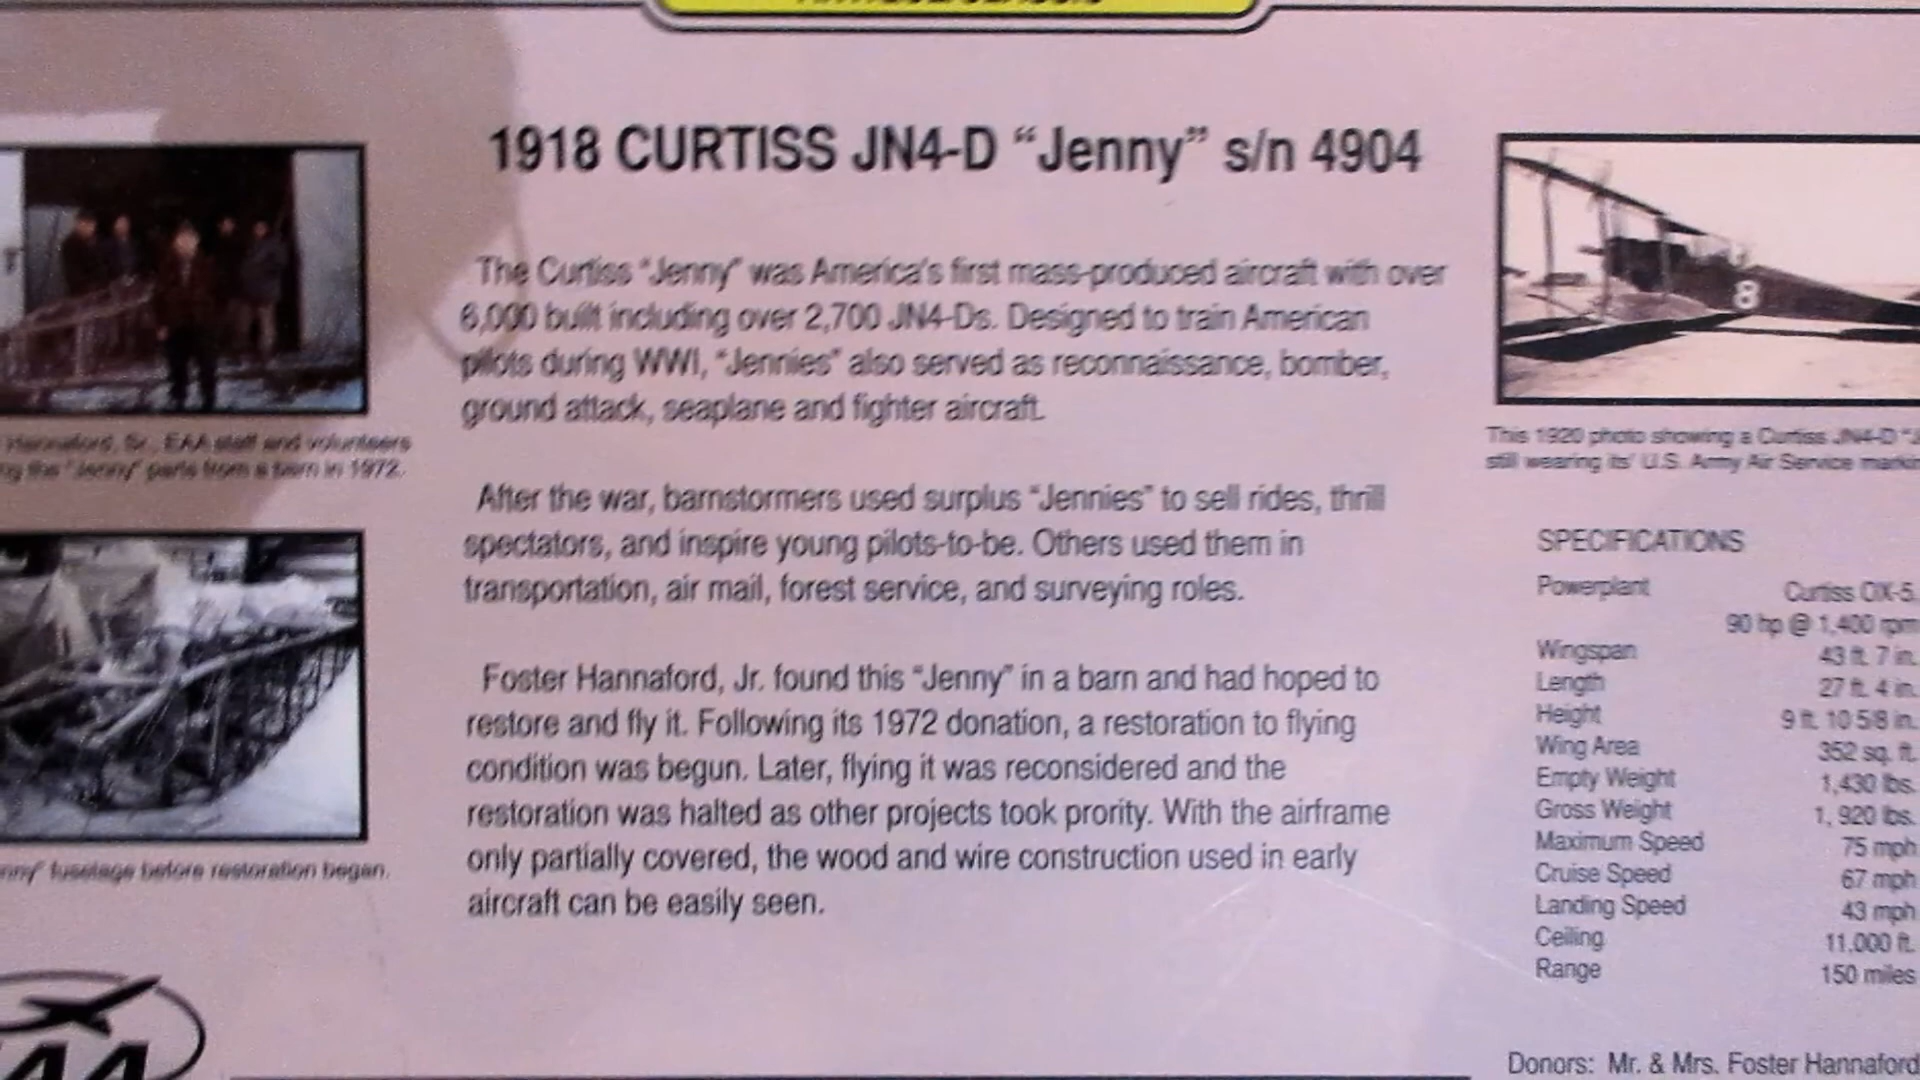 1918 CURTISS JN4-D “Jenny” s/n 4904
The Curtiss “Jenny” was America's first mass-produced aircraft with over
6,000 built including over 2,700 JN4-Ds. Designed to train American
pilots during WWI, “Jennies” also served as reconnaissance, bomber,
ground attack, seaplane and fighter aircraft.
After the war, barnstormers used surplus “Jennies” to sell rides, thrill
spectators, and inspire young pilots-to-be. Others used them in
transportation, air mail, forest service, and surveying roles.
Foster Hannaford, Jr. found this “Jenny” in a barn and had hoped to
restore and fly it. Following its 1972 donation, a restoration to flying
condition was begun. Later, flying it was reconsidered and the
restoration was halted as other projects took prority. With the airframe
only partially covered, the wood and wire construction used in early
aircraft can be easily seen.
Hannaford, Sr., EAA staff and volunteers
the “Jenny” parts from a barn in 1972.
fuselage before restoration began.
8
This 1920 photo showing a Curtiss JN4-D
still wearing its' U.S. Army Air Service
SPECIFICATIONS
Powerplant Curtiss OX-5,
90 hp @ 1,400 rpm
Wingspan 43 ft. 7 in.
Length 27 ft. 4 in.
Height 9 ft. 10 5/8 in.
Wing Area 352 sq. ft.
Empty Weight 1,430 lbs.
Gross Weight 1, 920 lbs.
Maximum Speed 75 mph
Cruise Speed 67 mph
Landing Speed 43 mph
Ceiling 11,000 ft.
Range 150 miles
Donors: Mr. & Mrs. Foster Hannaford